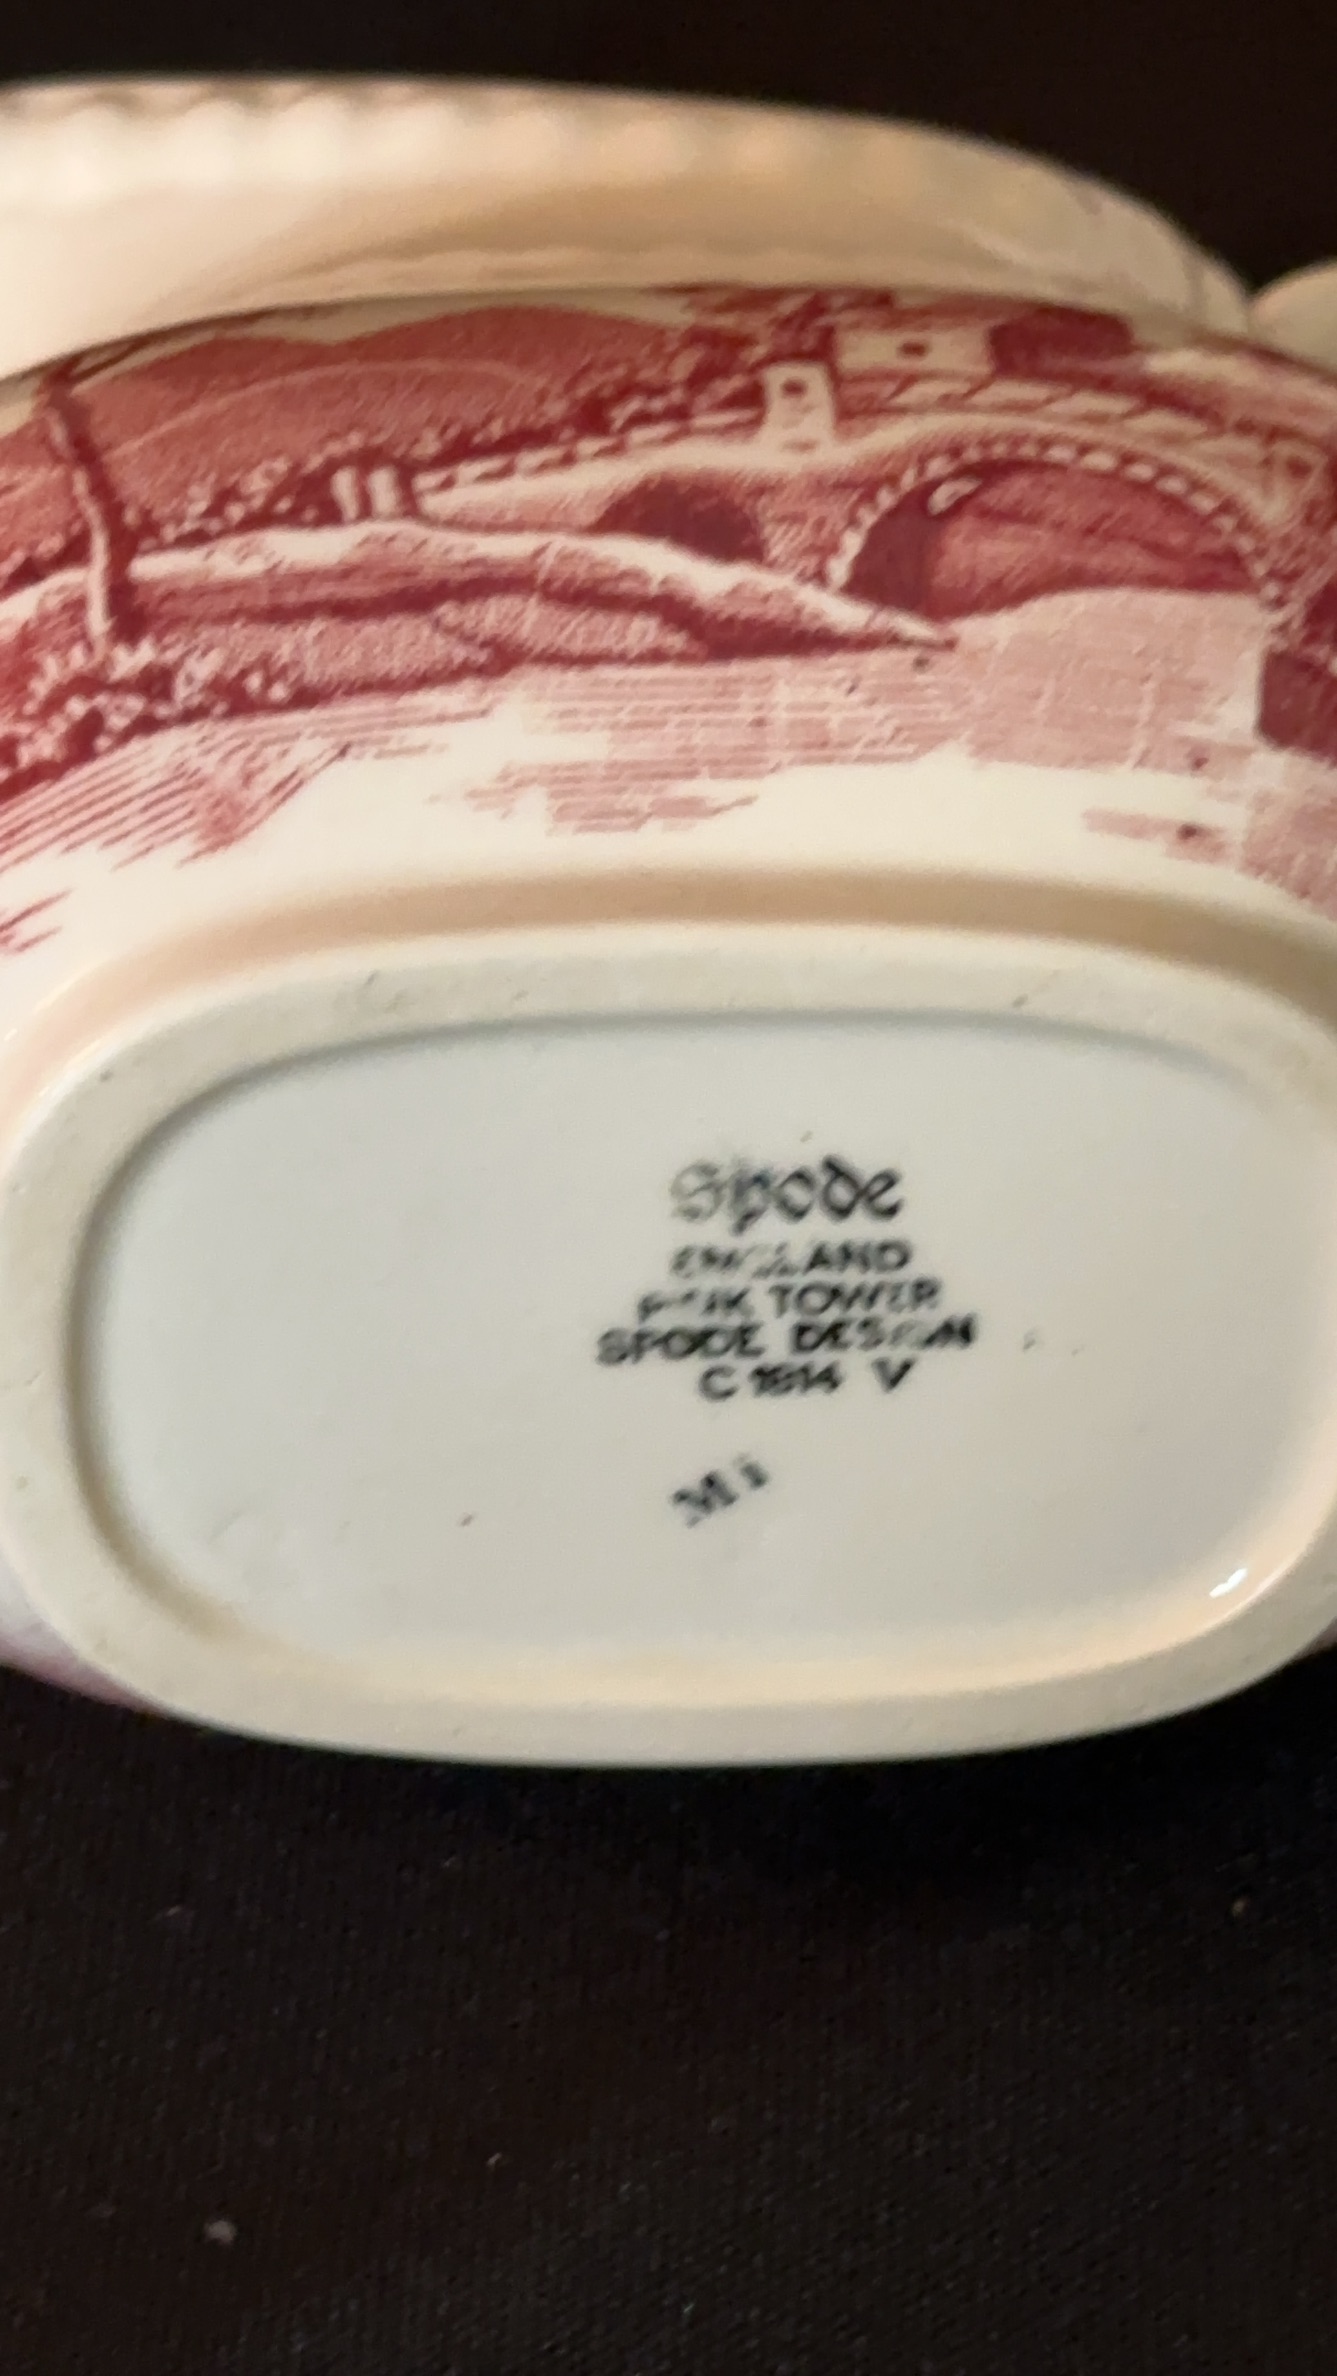 Spode
ENGLAND
PINK TOWER
SPODE DESIGN
C 1814 V
M i